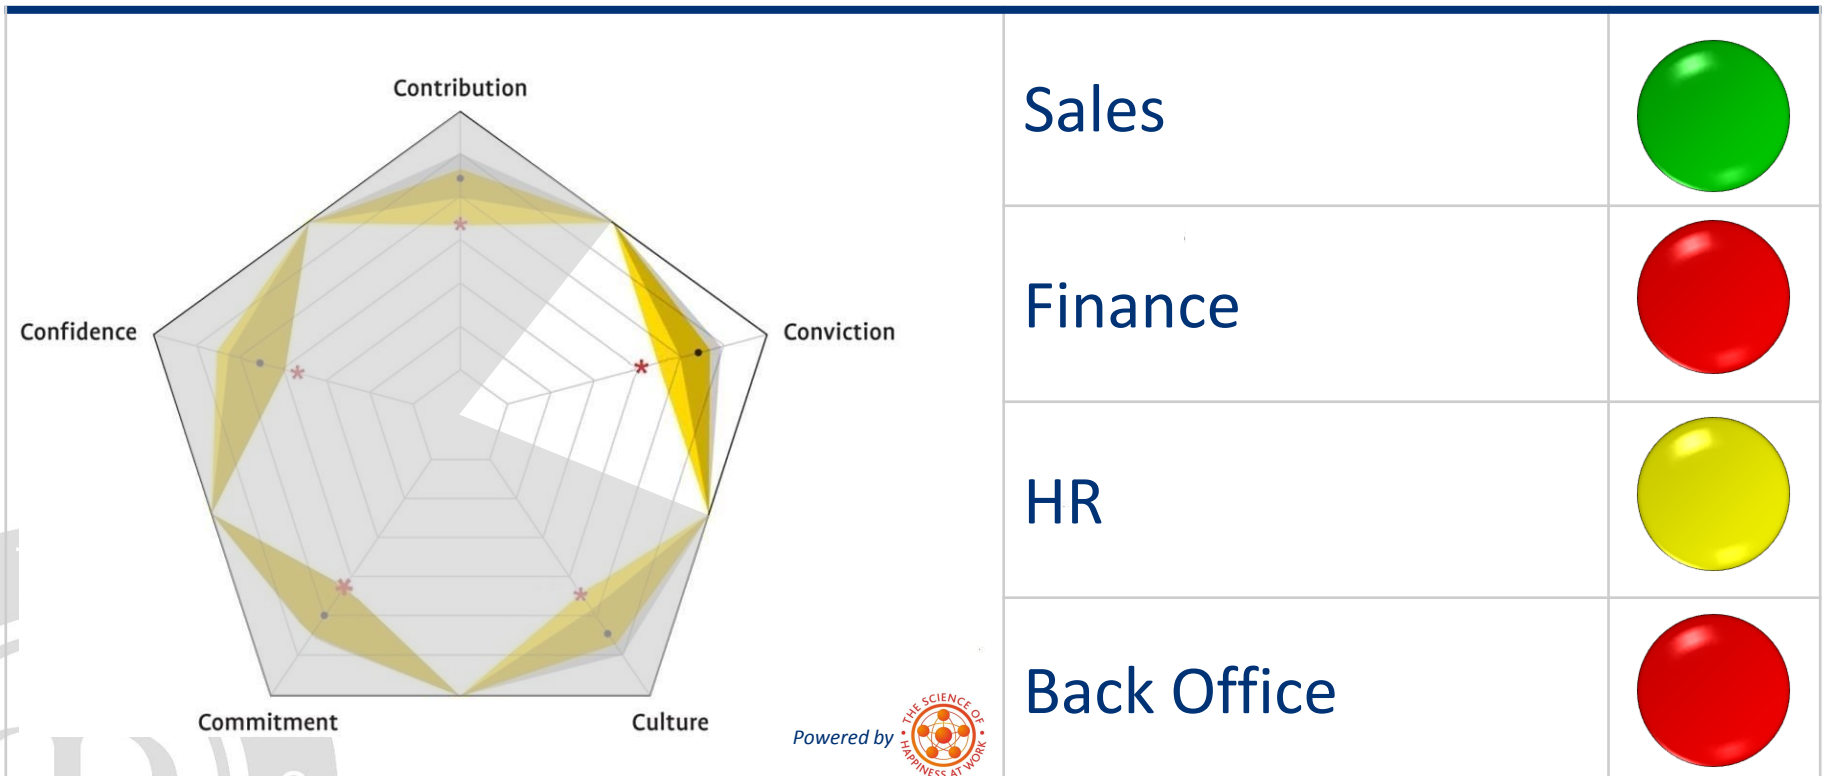 Contribution
Confidence
Conviction
Commitment
Culture
Powered by
THE SCIENCE OF
HAPPINESS AT WORK
Sales
Finance
HR
Back Office